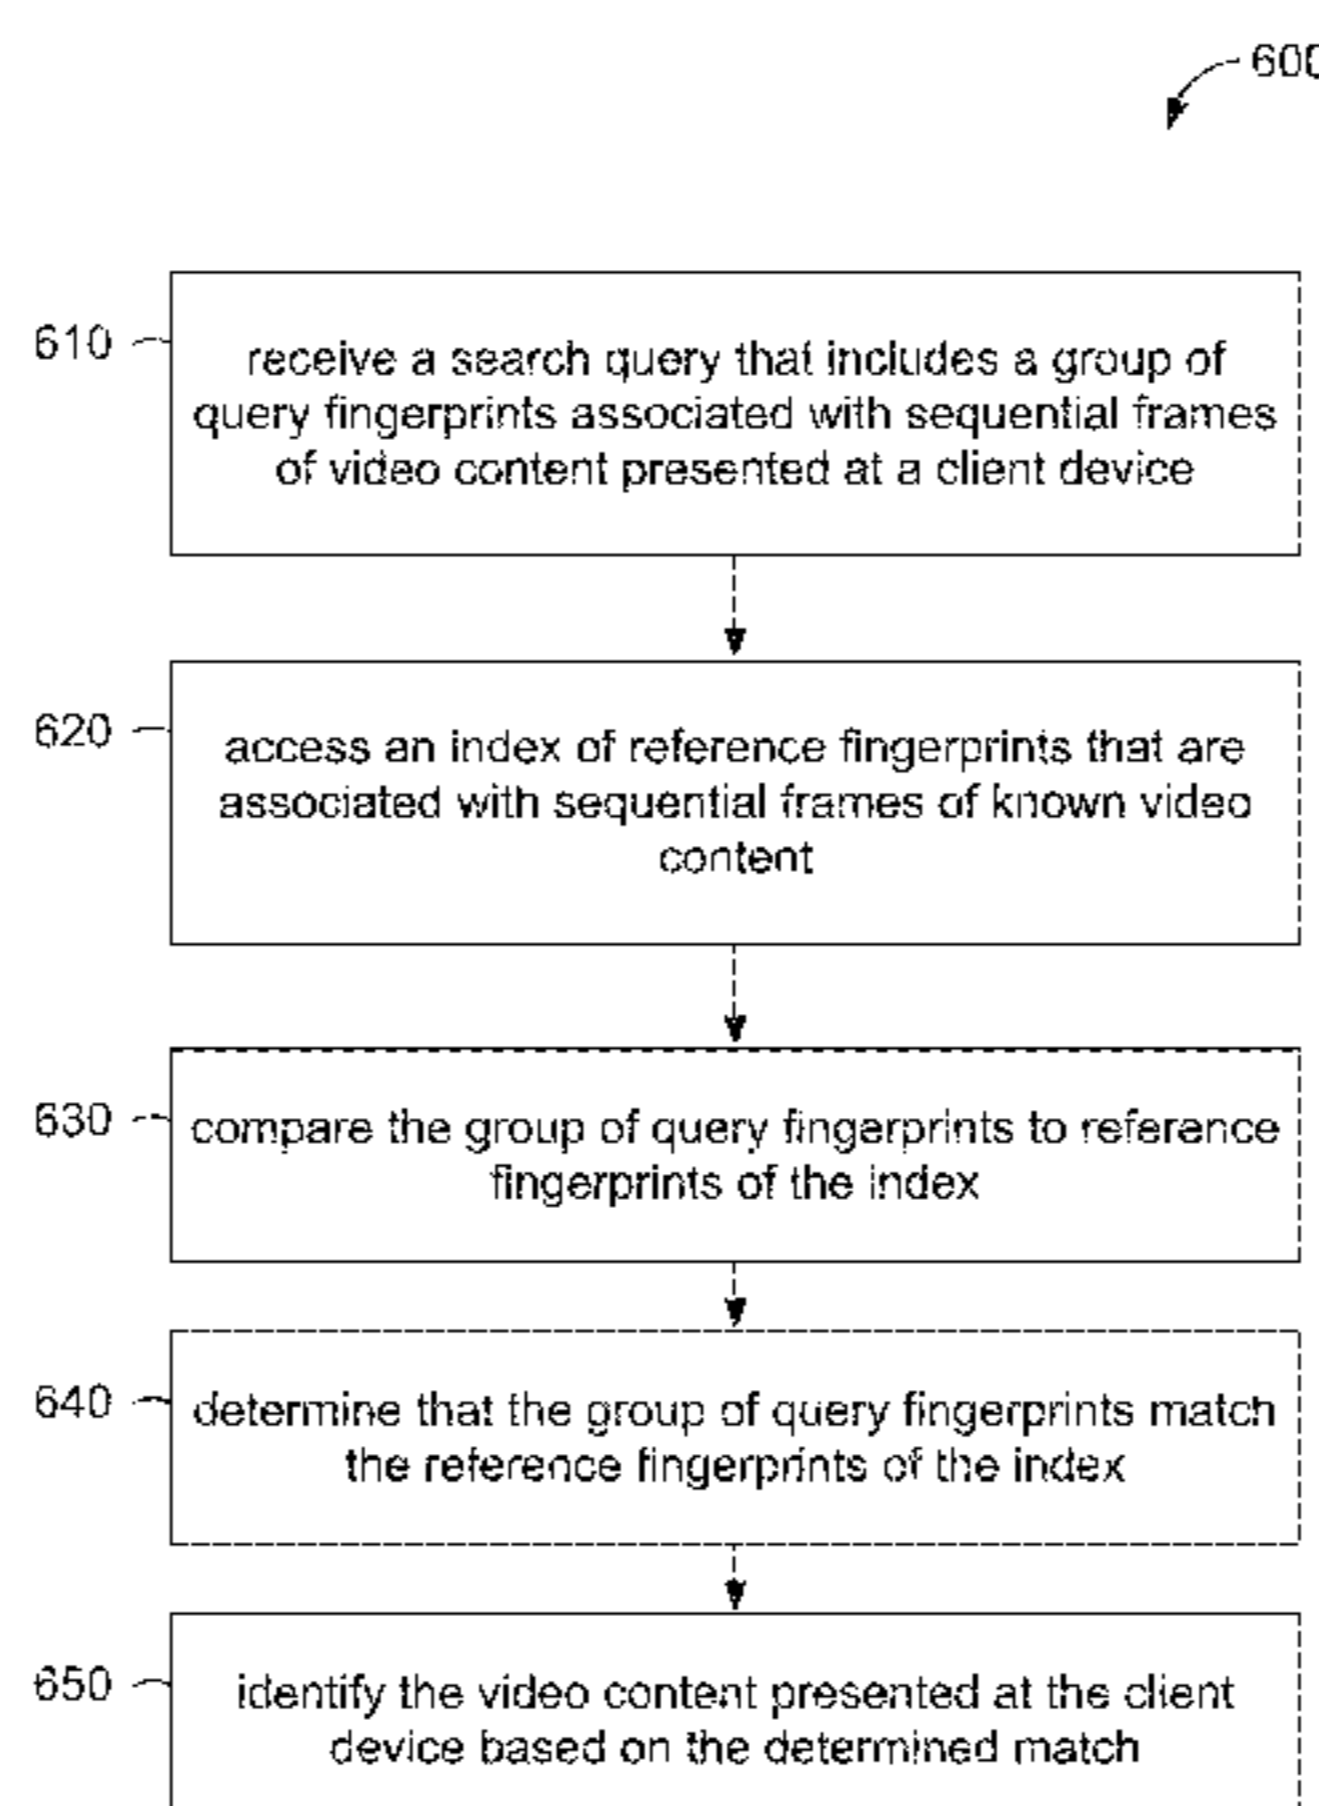 600
610
receive a search query that includes a group of
query fingerprints associated with sequential frames
of video content presented at a client device
620
access an index of reference fingerprints that are
associated with sequential frames of known video
content
630
compare the group of query fingerprints to reference
fingerprints of the index
640
determine that the group of query fingerprints match
the reference fingerprints of the index
650
identify the video content presented at the client
device based on the determined match